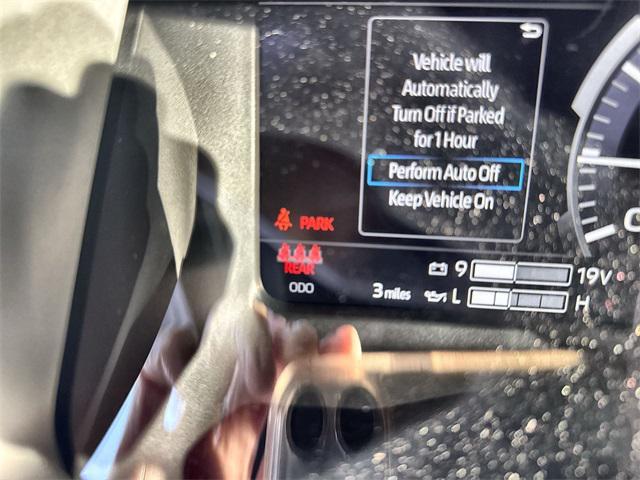 Vehicle will
Automatically
Turn Off if Parked
for 1 Hour
Perform Auto Off
Keep Vehicle On
PARK
REAR
9 19V
ODO 3 miles L H